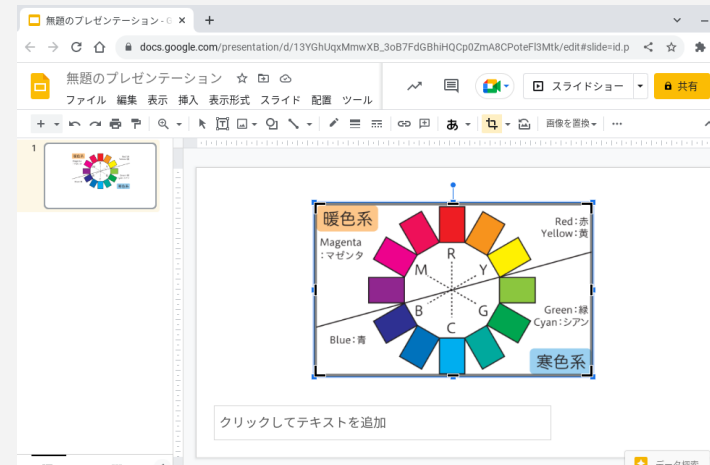 無題のプレゼンテーション - G
docs.google.com/presentation/d/13YGhUqxMmwXB_3oB7FdGBhiHQCp0ZmA8CPoteFl3Mtk/edit#slide=id.p
無題のプレゼンテーション
ファイル 編集 表示 挿入 表示形式 スライド 配置 ツール
スライドショー
共有
あ
画像を置換
1
暖色系
Red:赤
Yellow:黄
Magenta
:マゼンタ
R
M
Y
B
G
C
Green:緑
Cyan:シアン
Blue:青
寒色系
クリックしてテキストを追加